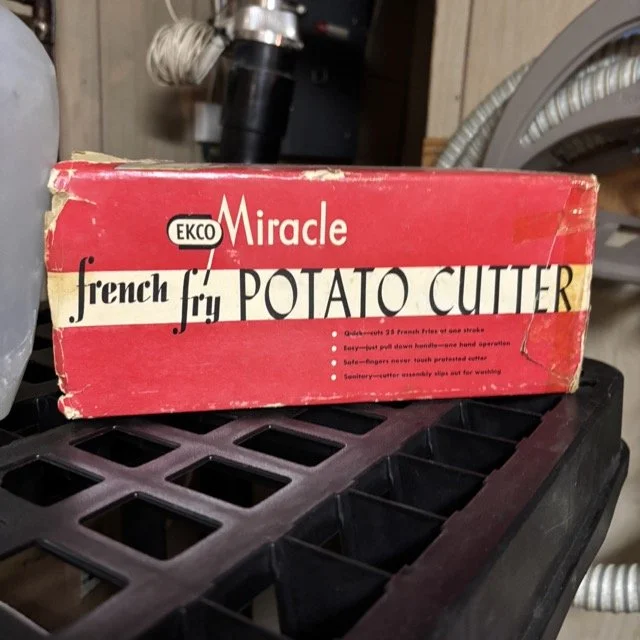 EKCO Miracle
french fry POTATO CUTTER
Quick—cuts 25 French Fries at one stroke
Easy—just pull down handle—one hand operation
Safe—fingers never touch protected cutter
Sanitary—cutter assembly slips out for washing